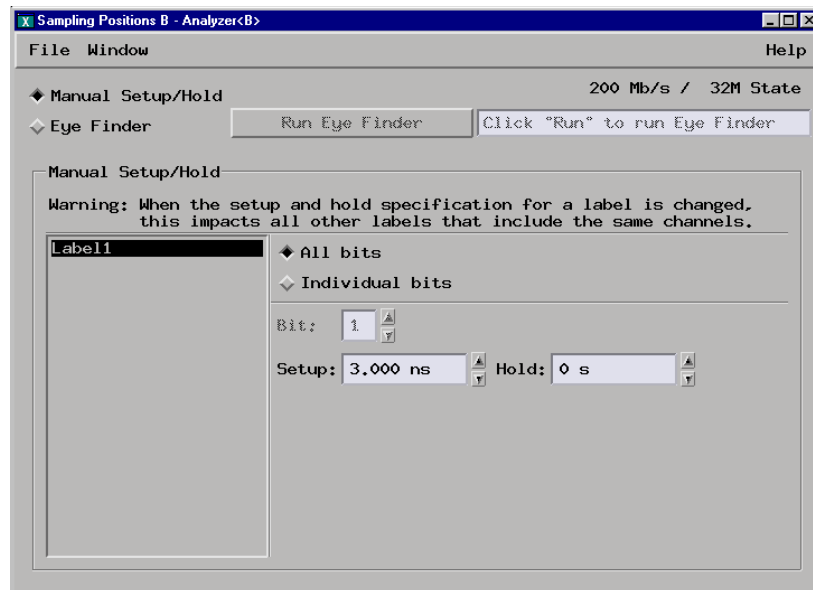 Sampling Positions B - Analyzer<B>
File Window Help
Manual Setup/Hold 200 Mb/s / 32M State
Eye Finder Run Eye Finder Click "Run" to run Eye Finder
Manual Setup/Hold
Warning: When the setup and hold specification for a label is changed,
this impacts all other labels that include the same channels.
Label1 All bits
Individual bits
Bit: 1
Setup: 3.000 ns Hold: 0 s